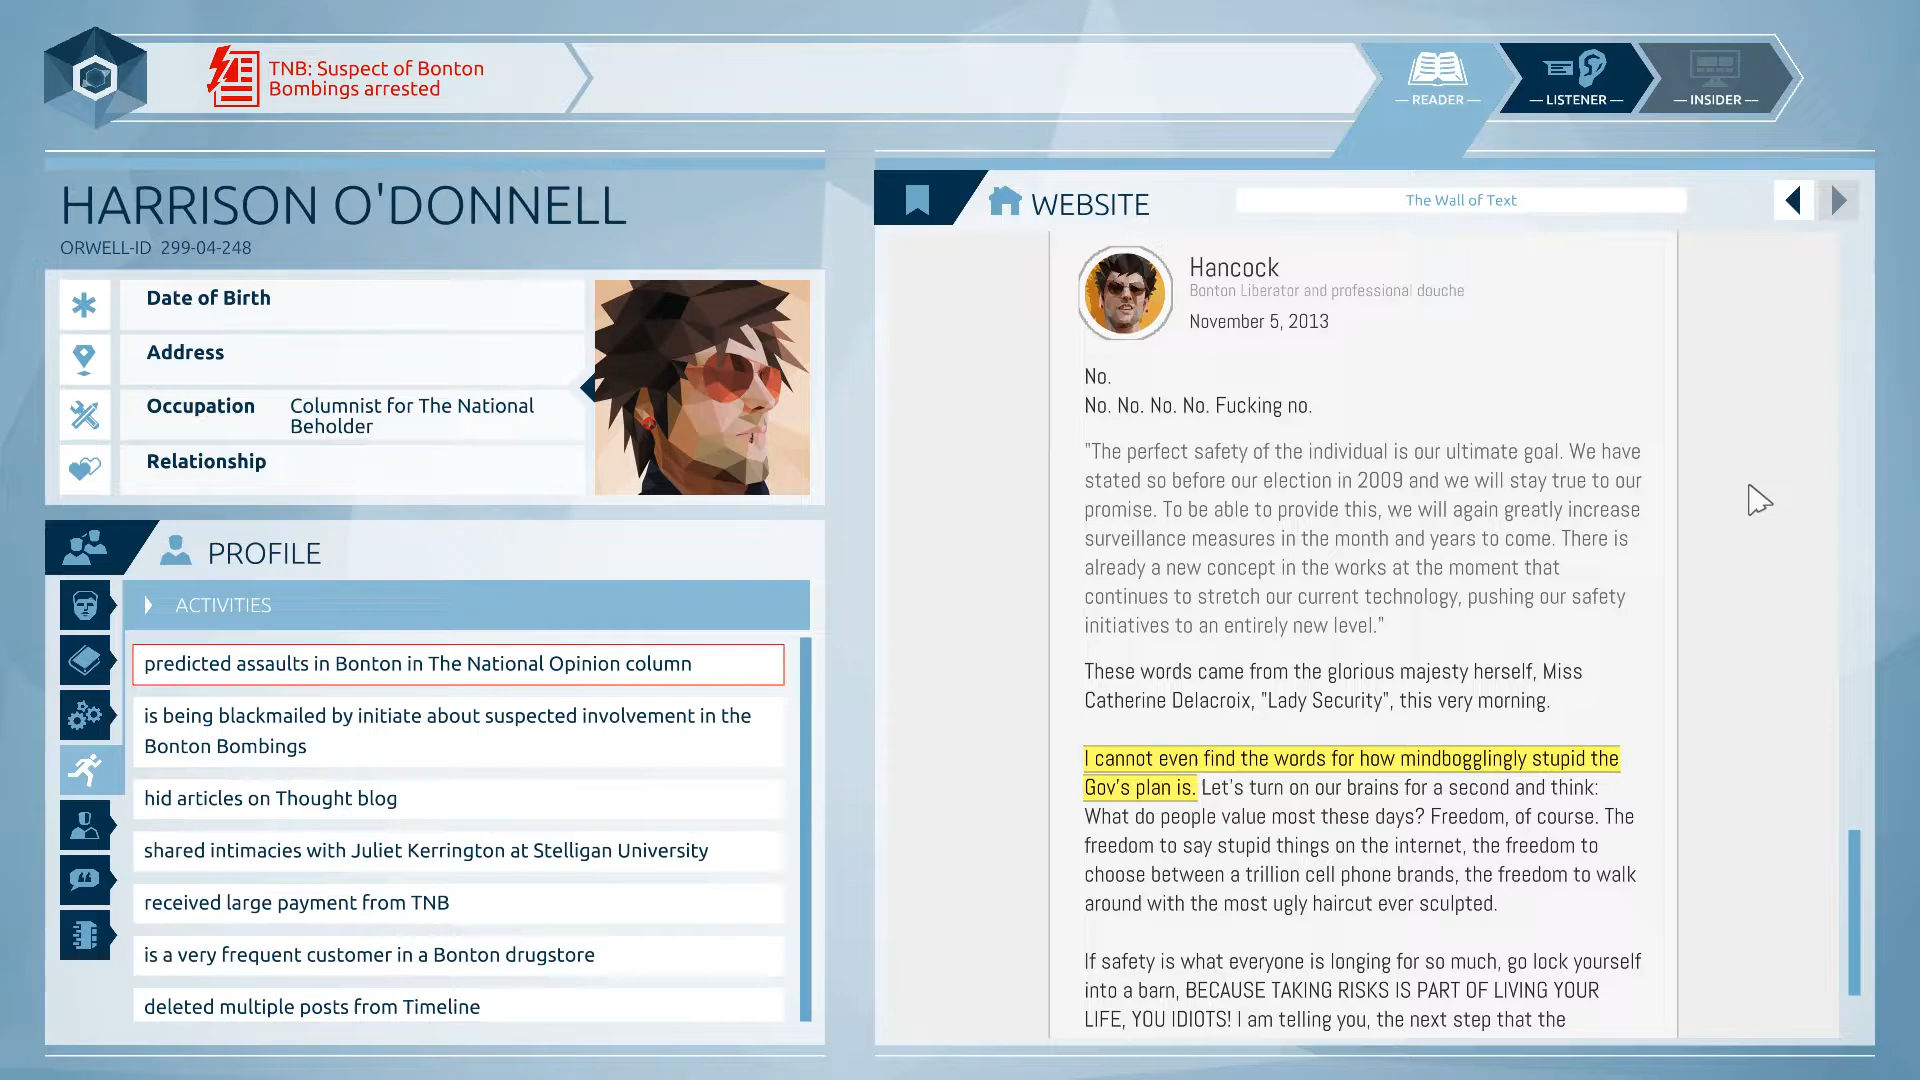 TNB: Suspect of Bonton
Bombings arrested
READER
LISTENER
INSIDER
HARRISON O'DONNELL
ORWELL-ID 299-04-248
Date of Birth
Address
Occupation Columnist for The National
Beholder
Relationship
PROFILE
ACTIVITIES
predicted assaults in Bonton in The National Opinion column
is being blackmailed by initiate about suspected involvement in the
Bonton Bombings
hid articles on Thought blog
shared intimacies with Juliet Kerrington at Stelligan University
received large payment from TNB
is a very frequent customer in a Bonton drugstore
deleted multiple posts from Timeline
WEBSITE
The Wall of Text
Hancock
Bonton Liberator and professional douche
November 5, 2013
No.
No. No. No. No. Fucking no.
"The perfect safety of the individual is our ultimate goal. We have
stated so before our election in 2009 and we will stay true to our
promise. To be able to provide this, we will again greatly increase
surveillance measures in the month and years to come. There is
already a new concept in the works at the moment that
continues to stretch our current technology, pushing our safety
initiatives to an entirely new level."
These words came from the glorious majesty herself, Miss
Catherine Delacroix, "Lady Security", this very morning.
I cannot even find the words for how mindbogglingly stupid the
Gov's plan is. Let's turn on our brains for a second and think:
What do people value most these days? Freedom, of course. The
freedom to say stupid things on the internet, the freedom to
choose between a trillion cell phone brands, the freedom to walk
around with the most ugly haircut ever sculpted.
If safety is what everyone is longing for so much, go lock yourself
into a barn, BECAUSE TAKING RISKS IS PART OF LIVING YOUR
LIFE, YOU IDIOTS! I am telling you, the next step that the